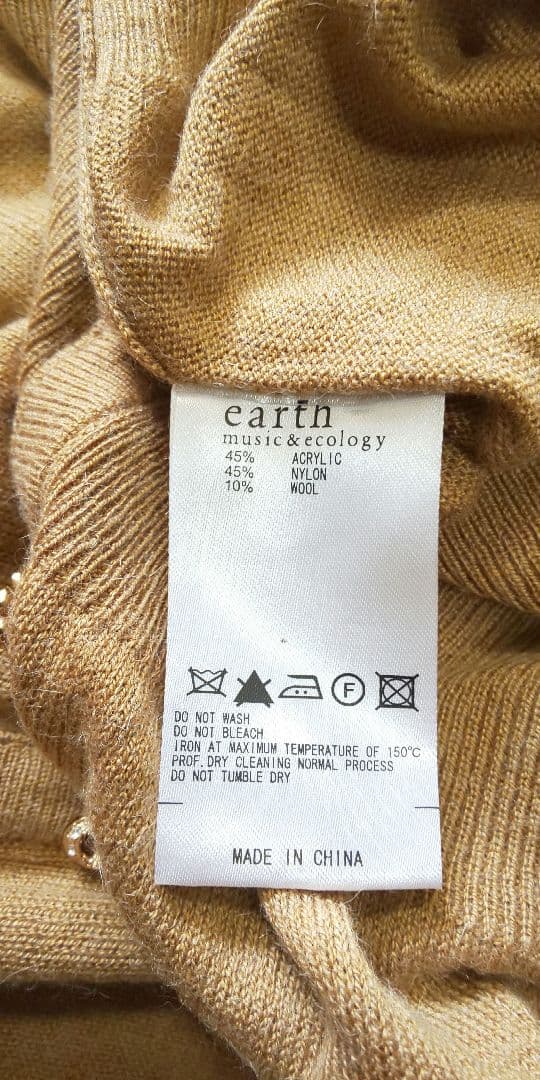 earth
music&ecology
45% ACRYLIC
45% NYLON
10% WOOL
F
DO NOT WASH
DO NOT BLEACH
IRON AT MAXIMUM TEMPERATURE OF 150℃
PROF.DRY CLEANING NORMAL PROCESS
DO NOT TUMBLE DRY
MADE IN CHINA